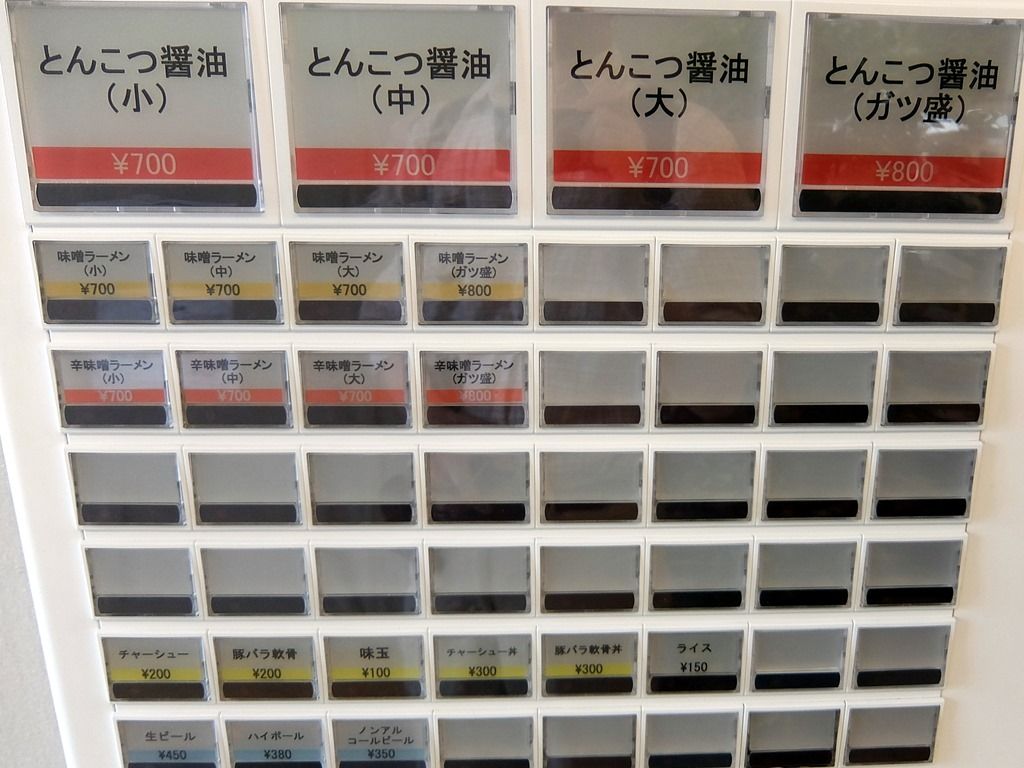 とんこつ醤油
（小）
¥700
とんこつ醤油
（中）
¥700
とんこつ醤油
（大）
¥700
とんこつ醤油
（ガツ盛）
¥800
味噌ラーメン
（小）
¥700
味噌ラーメン
（中）
¥700
味噌ラーメン
（大）
¥700
味噌ラーメン
（ガツ盛）
¥800
辛味噌ラーメン
（小）
¥700
辛味噌ラーメン
（中）
¥700
辛味噌ラーメン
（大）
¥700
辛味噌ラーメン
（ガツ盛）
¥800
チャーシュー
¥200
豚バラ軟骨
¥200
味玉
¥100
チャーシュー丼
¥300
豚バラ軟骨丼
¥300
ライス
¥150
生ビール
¥450
ハイボール
¥380
ノンアル
コールビール
¥350